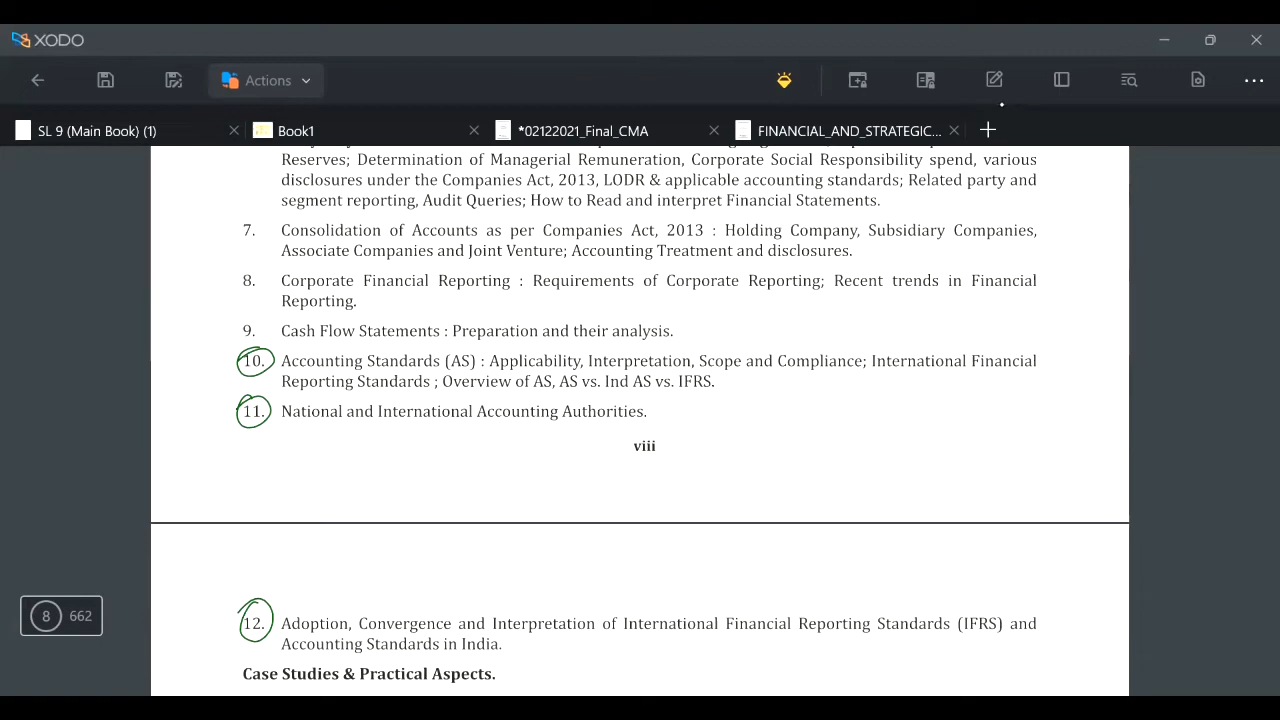 XODO
Actions
SL 9 (Main Book) (1)
Book1
*02122021_Final_CMA
FINANCIAL_AND_STRATEGIC...
Reserves; Determination of Managerial Remuneration, Corporate Social Responsibility spend, various
disclosures under the Companies Act, 2013, LODR & applicable accounting standards; Related party and
segment reporting, Audit Queries; How to Read and interpret Financial Statements.
7. Consolidation of Accounts as per Companies Act, 2013 : Holding Company, Subsidiary Companies,
Associate Companies and Joint Venture; Accounting Treatment and disclosures.
8. Corporate Financial Reporting : Requirements of Corporate Reporting; Recent trends in Financial
Reporting.
9. Cash Flow Statements : Preparation and their analysis.
10. Accounting Standards (AS) : Applicability, Interpretation, Scope and Compliance; International Financial
Reporting Standards ; Overview of AS, AS vs. Ind AS vs. IFRS.
11. National and International Accounting Authorities.
viii
8 662
12. Adoption, Convergence and Interpretation of International Financial Reporting Standards (IFRS) and
Accounting Standards in India.
Case Studies & Practical Aspects.